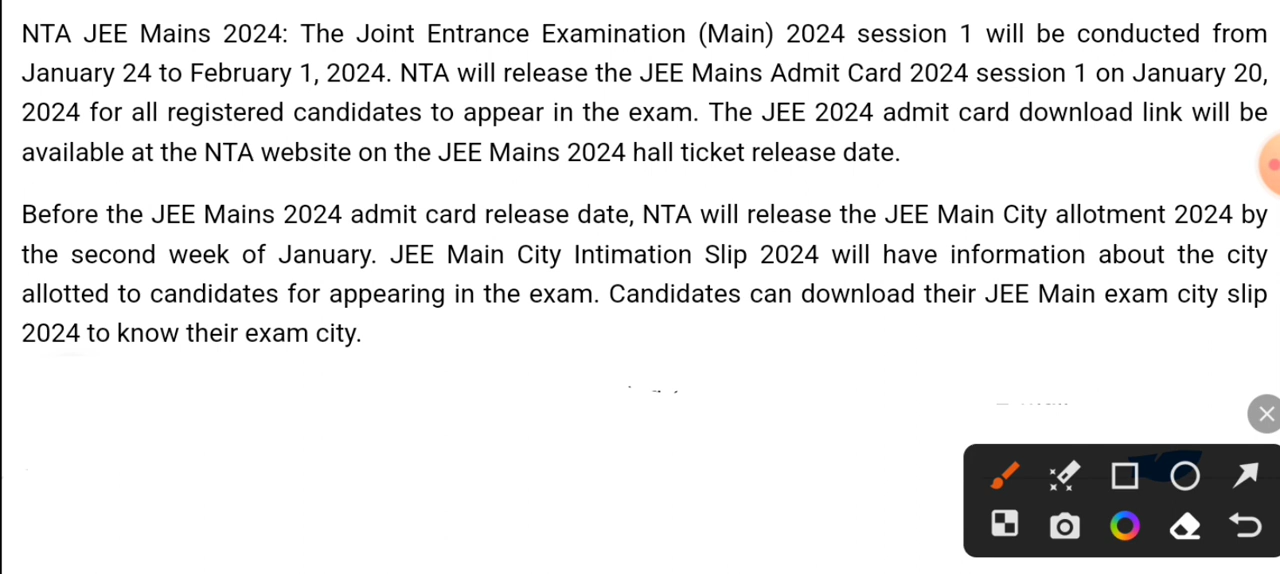 NTA JEE Mains 2024: The Joint Entrance Examination (Main) 2024 session 1 will be conducted from
January 24 to February 1, 2024. NTA will release the JEE Mains Admit Card 2024 session 1 on January 20,
2024 for all registered candidates to appear in the exam. The JEE 2024 admit card download link will be
available at the NTA website on the JEE Mains 2024 hall ticket release date.
Before the JEE Mains 2024 admit card release date, NTA will release the JEE Main City allotment 2024 by
the second week of January. JEE Main City Intimation Slip 2024 will have information about the city
allotted to candidates for appearing in the exam. Candidates can download their JEE Main exam city slip
2024 to know their exam city.